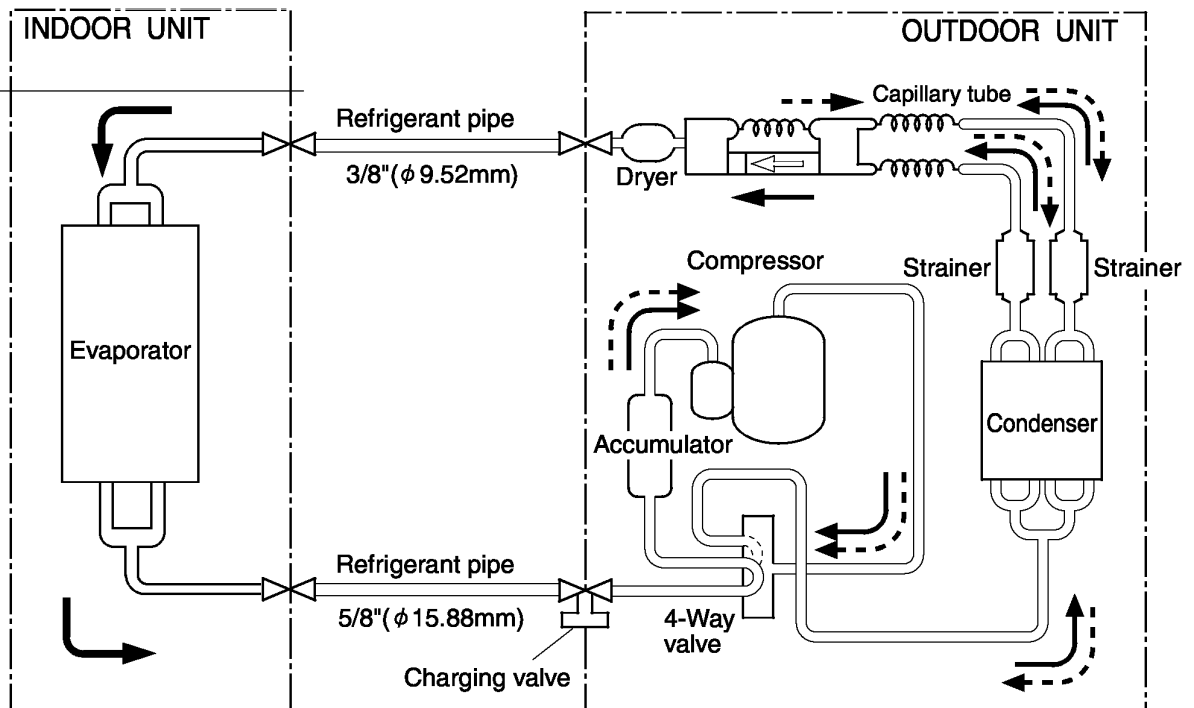 INDOOR UNIT
OUTDOOR UNIT
Capillary tube
Refrigerant pipe
3/8"(ϕ9.52mm)
Dryer
Compressor
Strainer
Strainer
Evaporator
Condenser
Accumulator
Refrigerant pipe
5/8"(ϕ15.88mm)
4-Way
valve
Charging valve